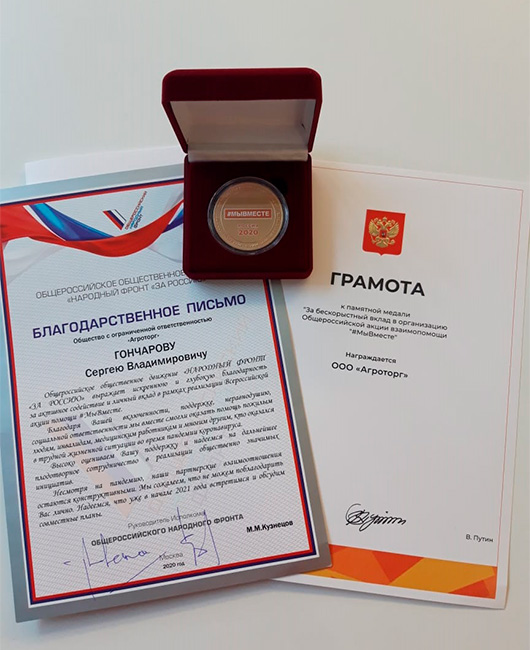 #МЫВМЕСТЕ
РОССИЯ
2020
ОБЩЕРОССИЙСКИЙ
НАРОДНЫЙ
ФРОНТ
ОБЩЕРОССИЙСКОЕ ОБЩЕСТВЕННОЕ
«НАРОДНЫЙ ФРОНТ «ЗА РОССИЮ»
БЛАГОДАРСТВЕННОЕ ПИСЬМО
Общество с ограниченной ответственностью
«Агроторг»
ГОНЧАРОВУ
Сергею Владимировичу
Общероссийское общественное движение «НАРОДНЫЙ ФРОНТ
«ЗА РОССИЮ» выражает искреннюю и глубокую благодарность
за активное содействие и личный вклад в рамках реализации Всероссийской
акции помощи #МыВместе.
Благодаря Вашей включенности, поддержке, неравнодушию,
социальной ответственности мы вместе смогли оказать помощь пожилым
людям, инвалидам, медицинским работникам и многим другим, кто оказался
в трудной жизненной ситуации во время пандемии коронавируса.
Высоко оцениваем Вашу поддержку и надеемся на дальнейшее
плодотворное сотрудничество в реализации общественно значимых
инициатив.
Несмотря на пандемию, наши партнерские взаимоотношения
остаются конструктивными. Мы сожалеем, что не можем поблагодарить
Вас лично. Надеемся, что уже в начале 2021 года встретимся и обсудим
совместные планы.
Руководитель Исполкома
ОБЩЕРОССИЙСКОГО НАРОДНОГО ФРОНТА
М.М.Кузнецов
Москва
2020 год
ГРАМОТА
к памятной медали
"За бескорыстный вклад в организацию
Общероссийской акции взаимопомощи
"#МыВместе"
Награждается
ООО «Агроторг»
В. Путин